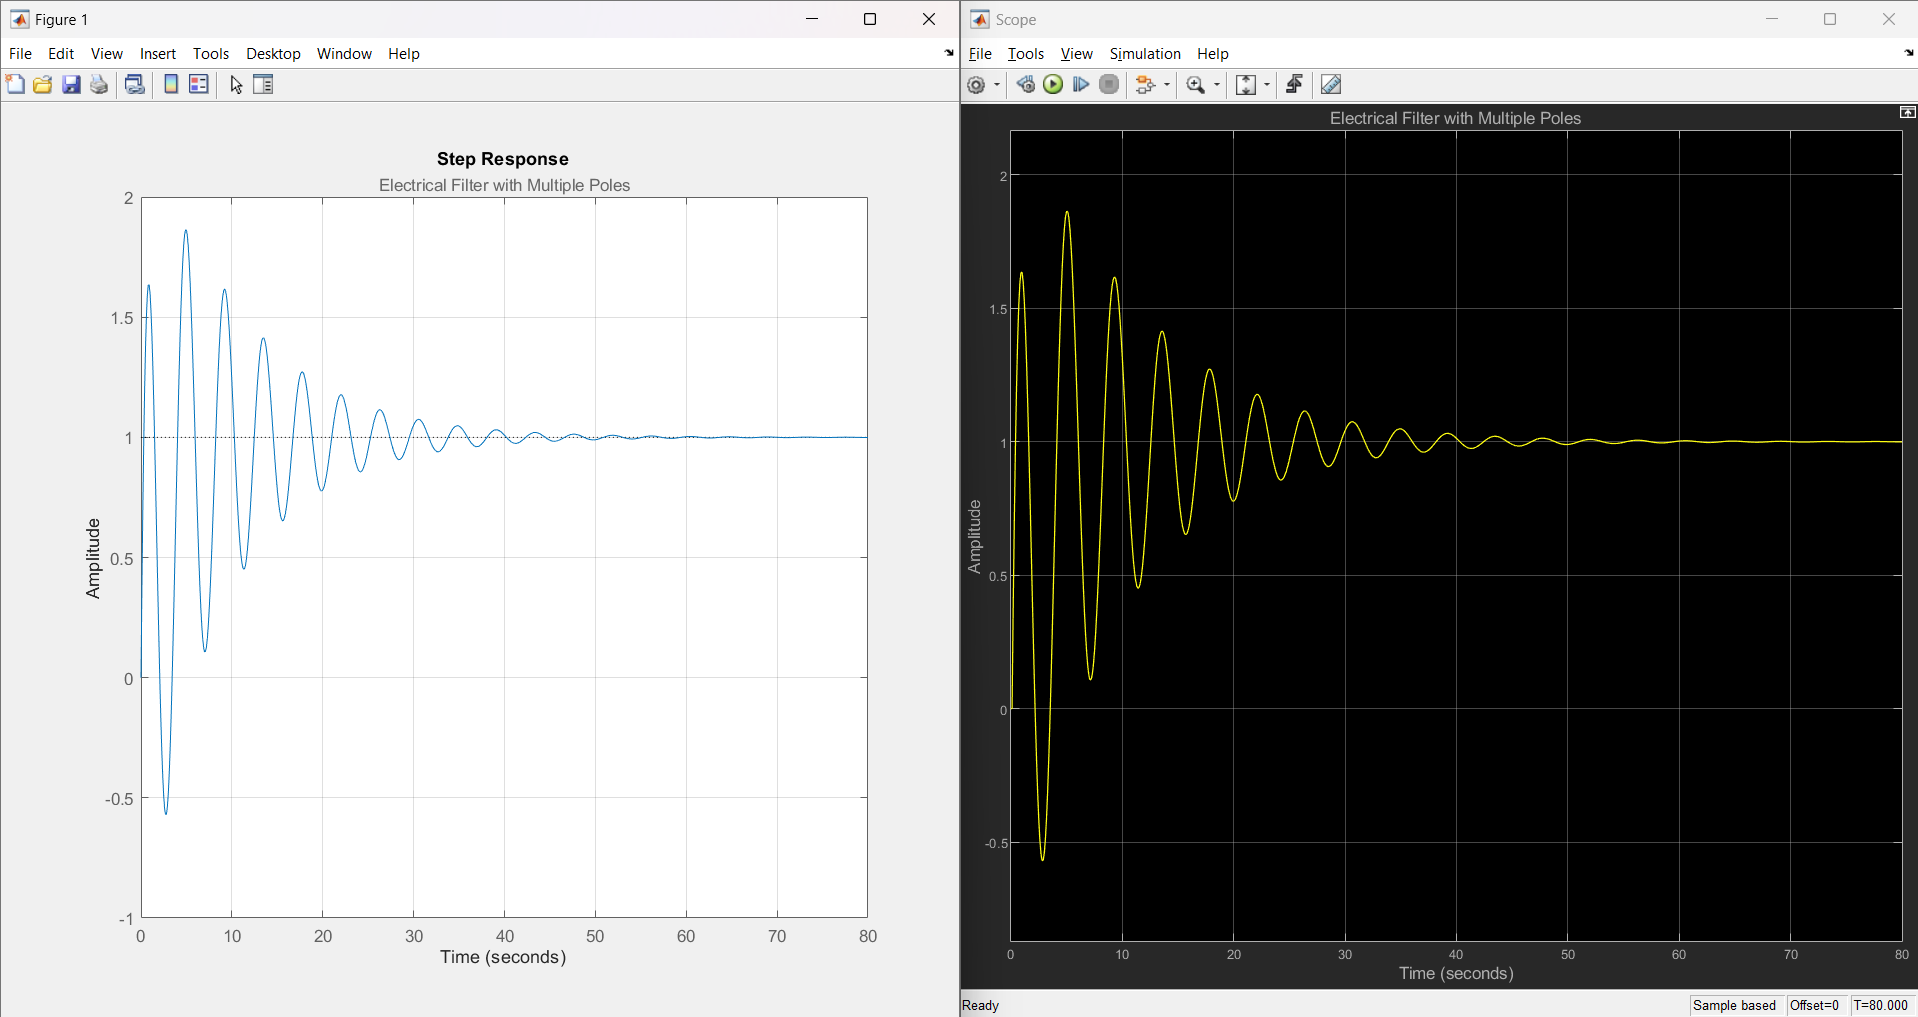 Figure 1
File Edit View Insert Tools Desktop Window Help
Step Response
Electrical Filter with Multiple Poles
2
1.5
1
0.5
0
-0.5
-1
Amplitude
0 10 20 30 40 50 60 70 80
Time (seconds)
Scope
File Tools View Simulation Help
Electrical Filter with Multiple Poles
2
1.5
1
0.5
0
-0.5
Amplitude
0 10 20 30 40 50 60 70 80
Time (seconds)
Ready Sample based Offset=0 T=80.000